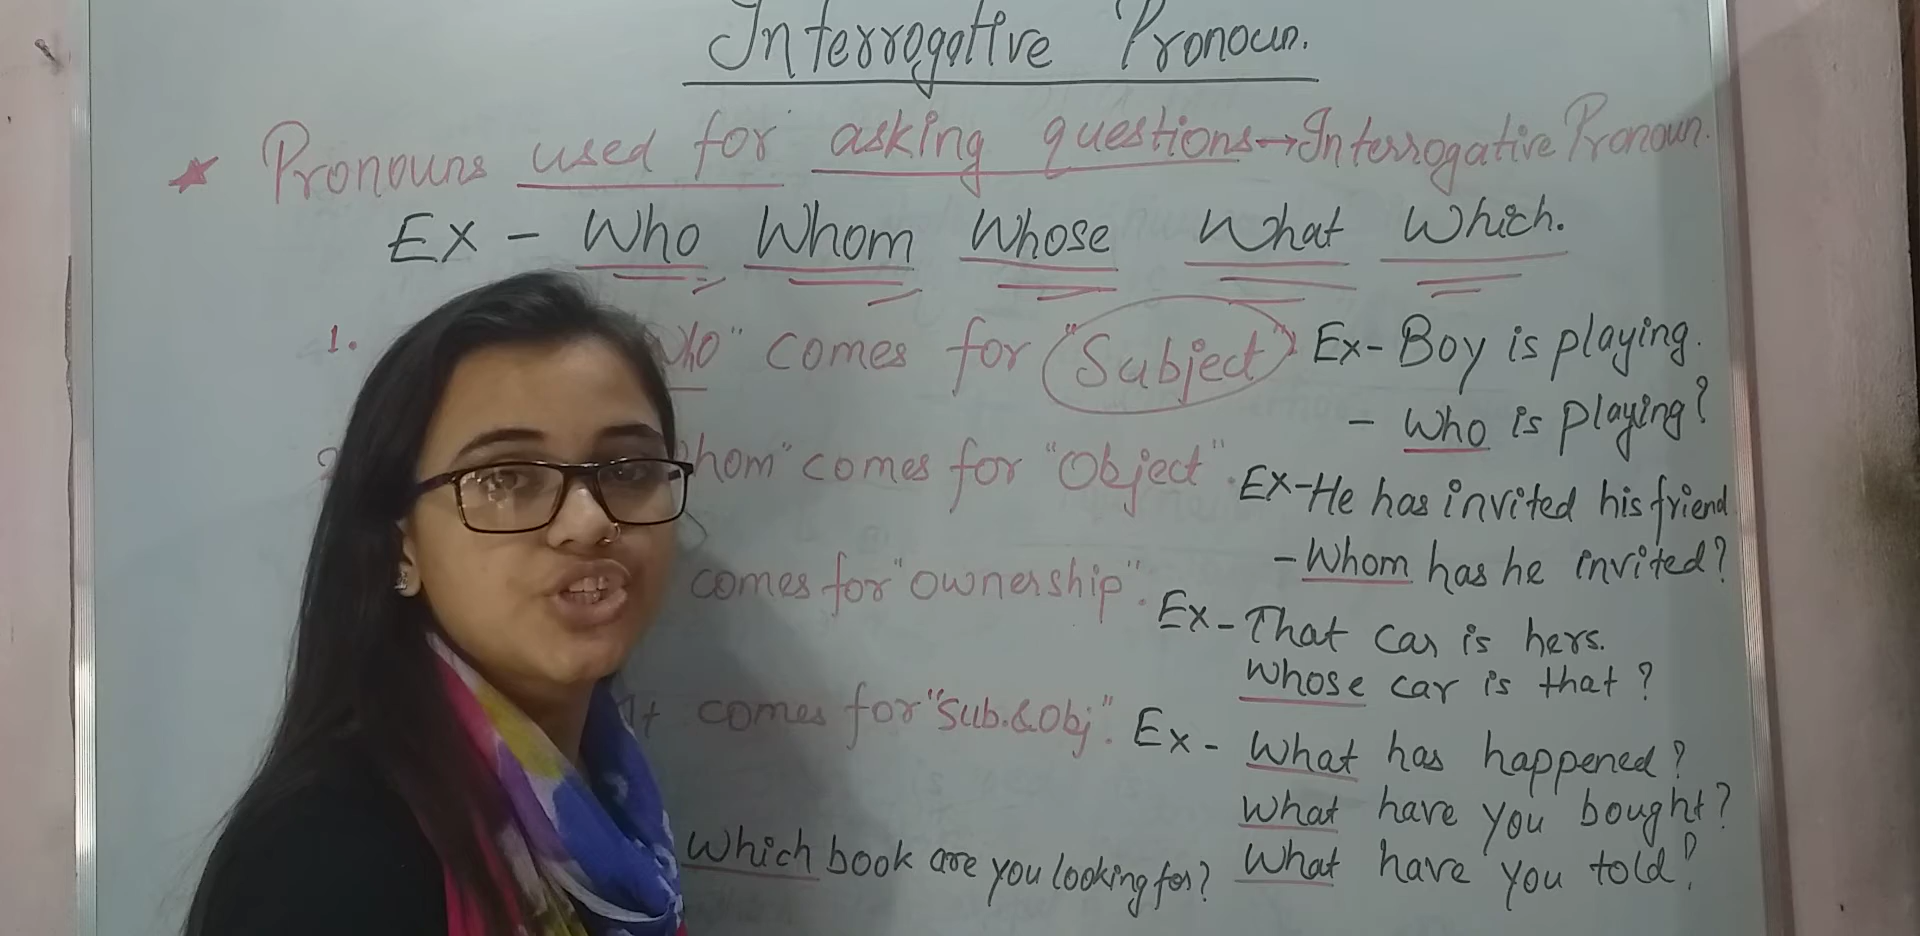 Interrogative Pronoun.
★ Pronouns used for asking questions→Interrogative Pronoun.
Ex - Who Whom Whose What Which.
1. Who" comes for "Subject" Ex- Boy is playing.
- Who is playing?
2 Whom" comes for "Object". Ex-He has invited his friend
-Whom has he invited?
comes for "ownership". Ex- That car is hers.
Whose car is that?
comes for "Sub.&Obj". Ex- What has happened?
What have you bought?
Which book are you looking for? What have you told?